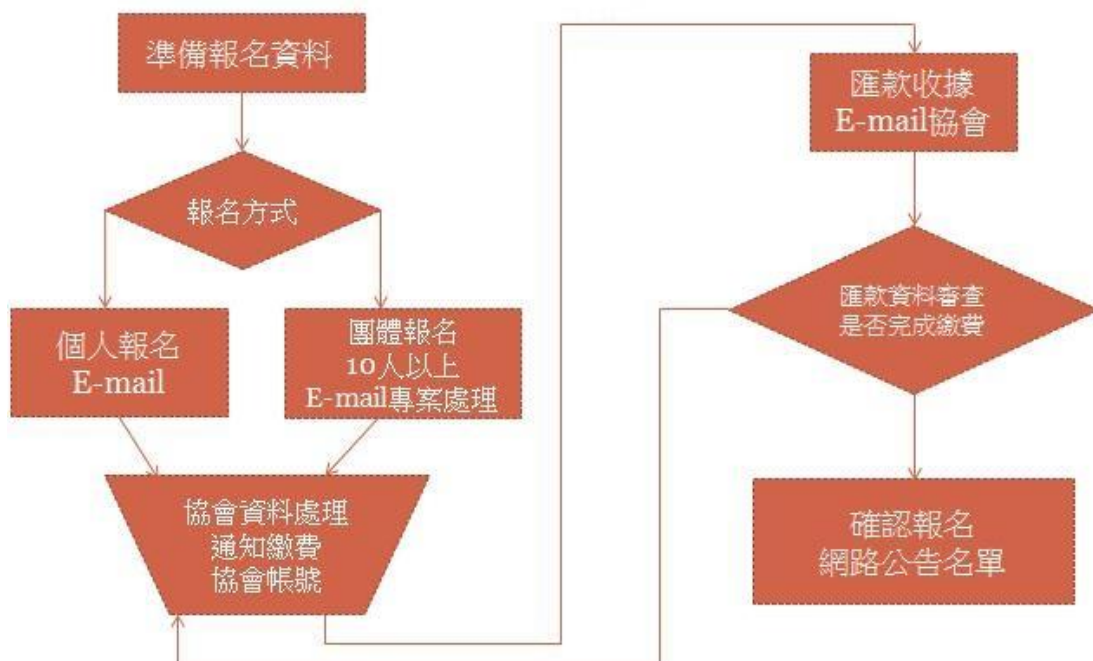 準備報名資料
報名方式
個人報名
E-mail
團體報名
10人以上
E-mail專案處理
協會資料處理
通知繳費
協會帳號
匯款收據
E-mail協會
匯款資料審查
是否完成繳費
確認報名
網路公告名單